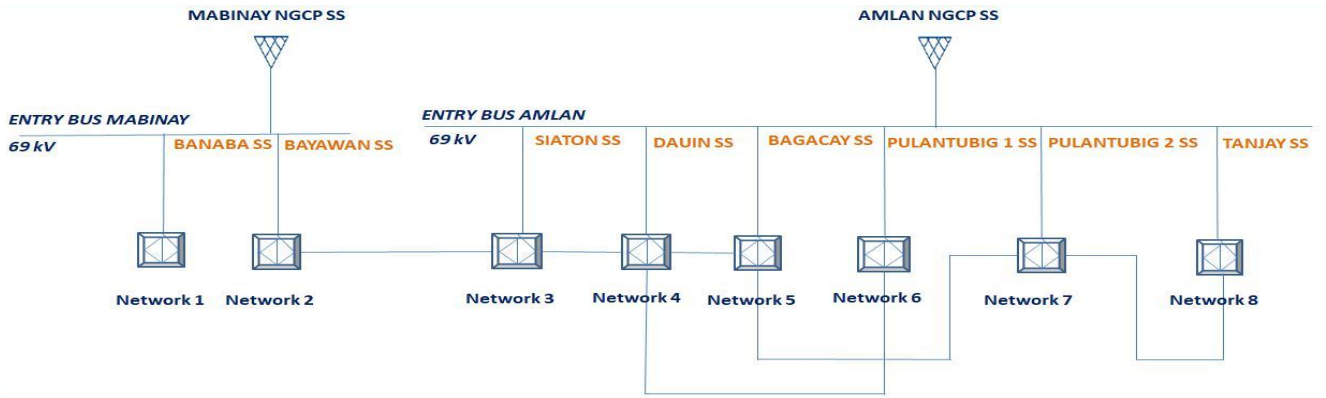 MABINAY NGCP SS
AMLAN NGCP SS
ENTRY BUS MABINAY
69 kV
BANABA SS
BAYAWAN SS
ENTRY BUS AMLAN
69 kV
SIATON SS
DAUIN SS
BAGACAY SS
PULANTUBIG 1 SS
PULANTUBIG 2 SS
TANJAY SS
Network 1
Network 2
Network 3
Network 4
Network 5
Network 6
Network 7
Network 8